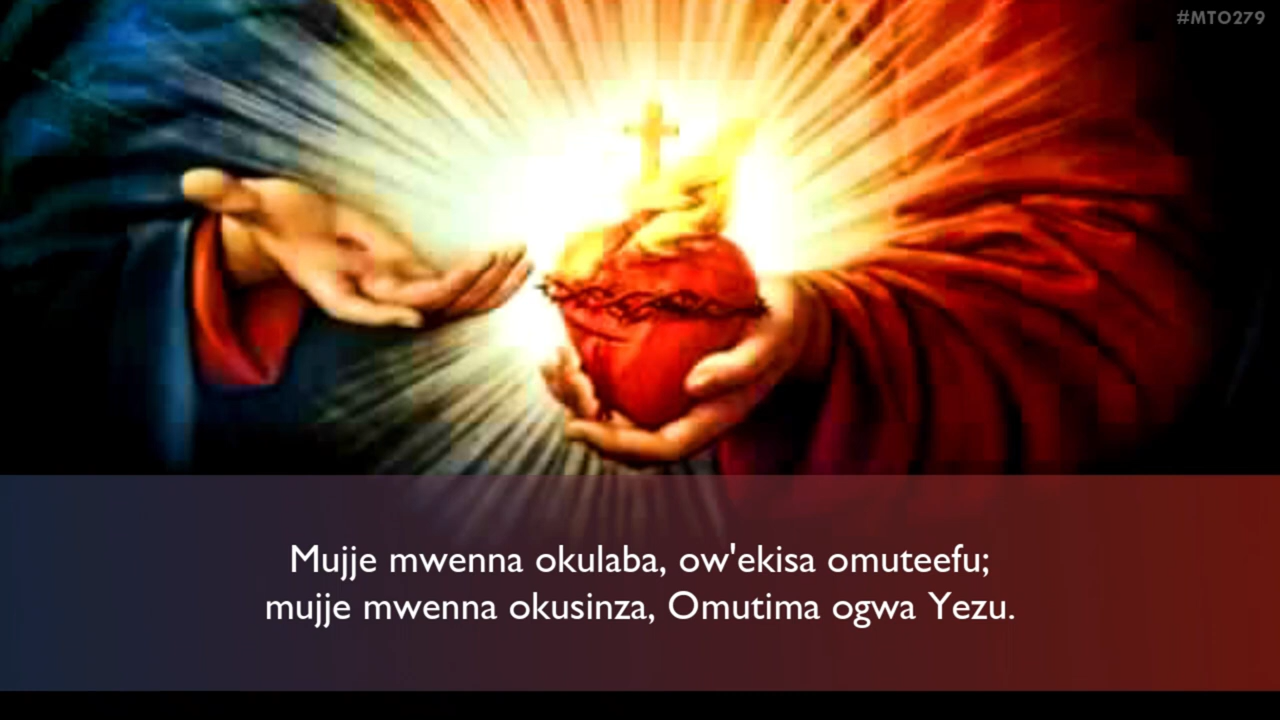 #MTO279
Mujje mwenna okulaba, ow'ekisa omuteefu;
mujje mwenna okusinza, Omutima ogwa Yezu.